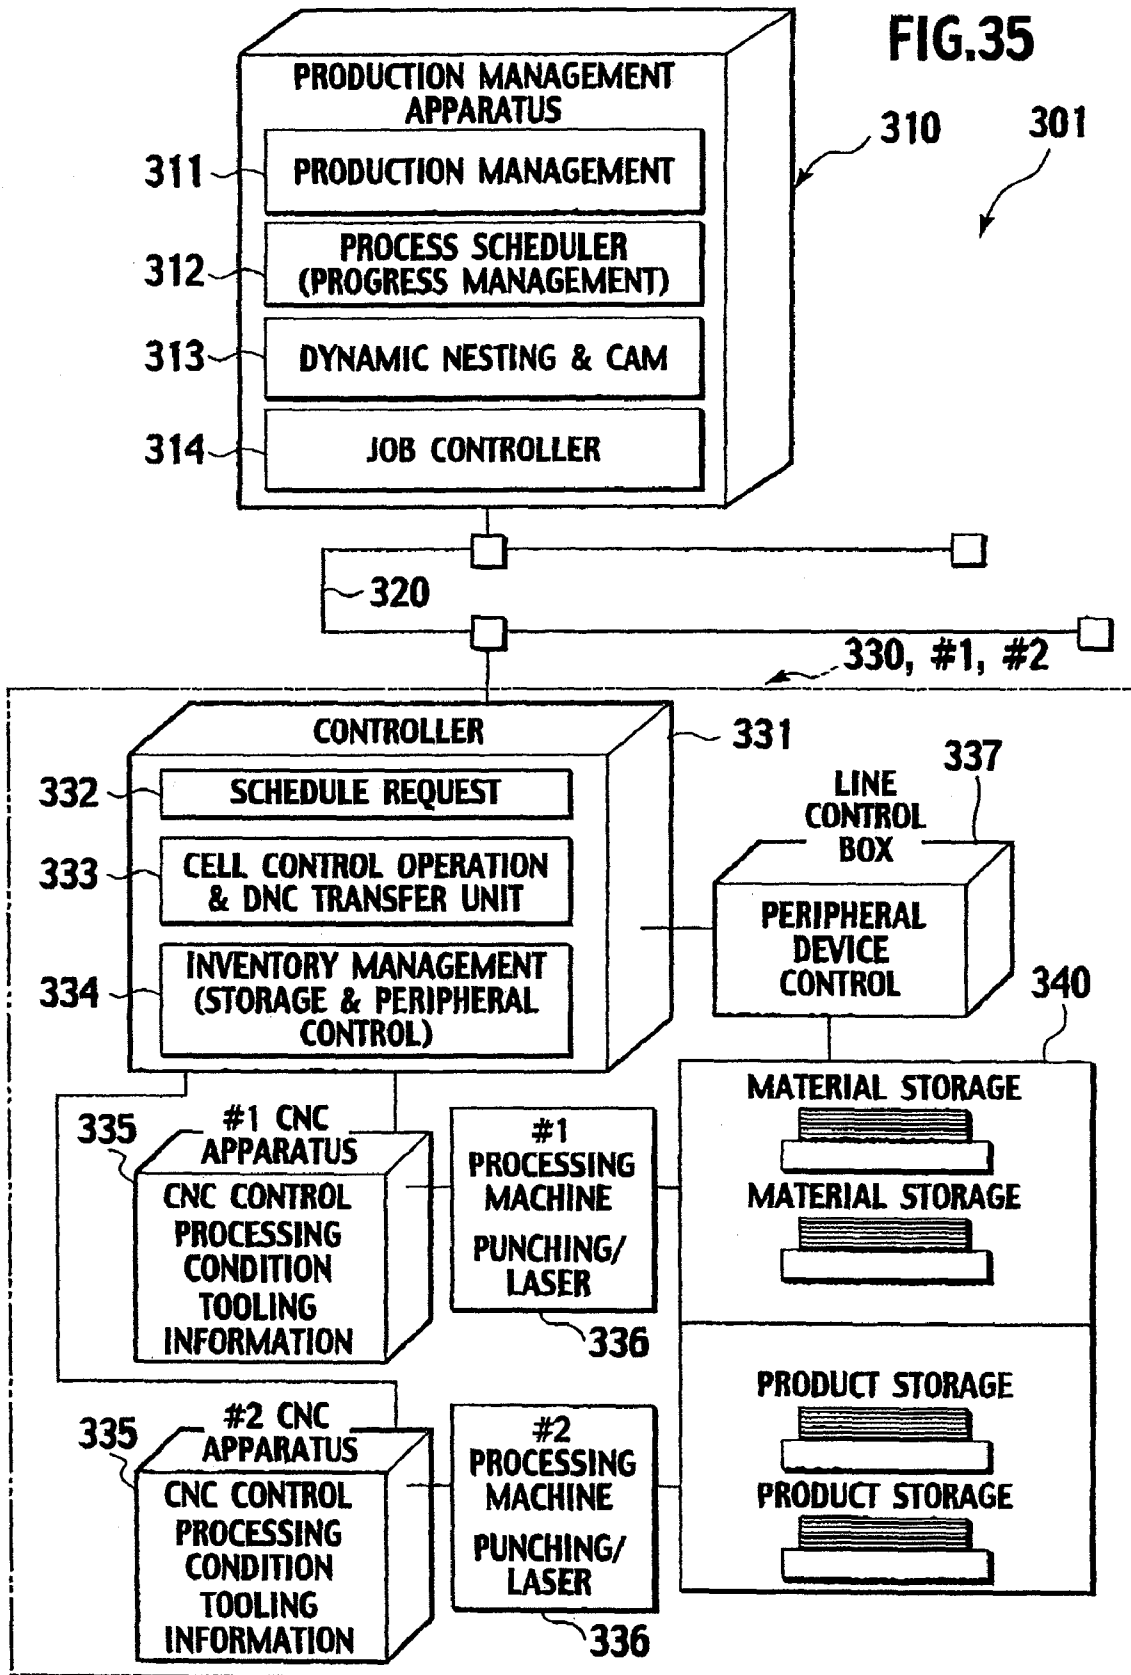 FIG.35
301
PRODUCTION MANAGEMENT
APPARATUS
310
311
PRODUCTION MANAGEMENT
312
PROCESS SCHEDULER
(PROGRESS MANAGEMENT)
313
DYNAMIC NESTING & CAM
314
JOB CONTROLLER
320
330, #1, #2
CONTROLLER
331
332
SCHEDULE REQUEST
333
CELL CONTROL OPERATION
& DNC TRANSFER UNIT
334
INVENTORY MANAGEMENT
(STORAGE & PERIPHERAL
CONTROL)
337
LINE
CONTROL
BOX
PERIPHERAL
DEVICE
CONTROL
340
335
#1 CNC
APPARATUS
CNC CONTROL
PROCESSING
CONDITION
TOOLING
INFORMATION
#1
PROCESSING
MACHINE
PUNCHING/
LASER
336
MATERIAL STORAGE
MATERIAL STORAGE
335
#2 CNC
APPARATUS
CNC CONTROL
PROCESSING
CONDITION
TOOLING
INFORMATION
#2
PROCESSING
MACHINE
PUNCHING/
LASER
336
PRODUCT STORAGE
PRODUCT STORAGE